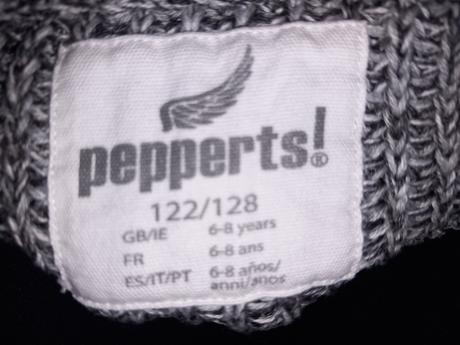 pepperts!®
122/128
GB/IE 6-8 years
FR 6-8 ans
ES/IT/PT 6-8 años/
anni/anos